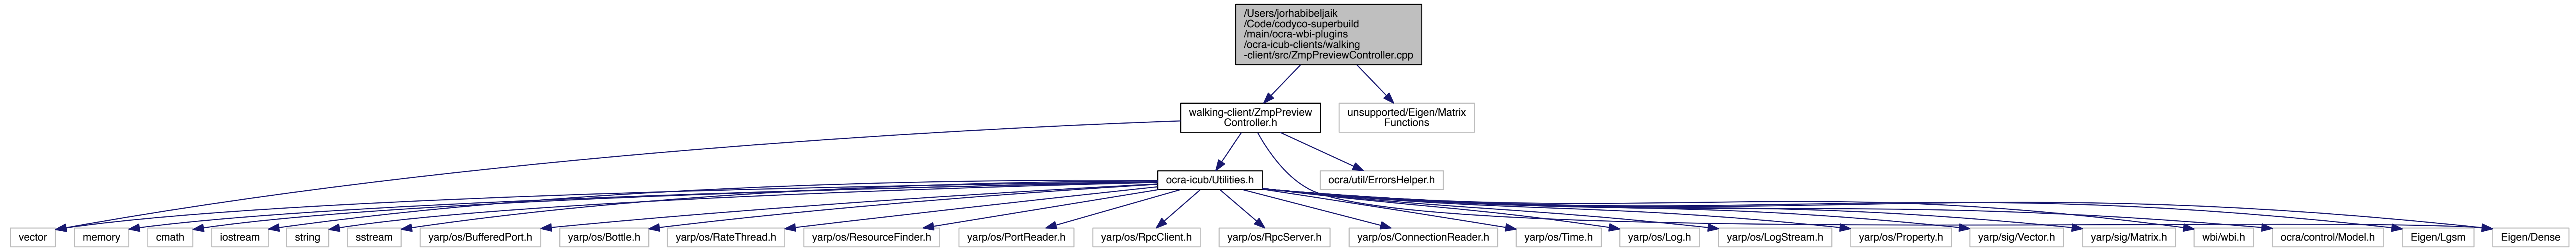 /Users/jorhabibeljaik
/Code/codyco-superbuild
/main/ocra-wbi-plugins
/ocra-icub-clients/walking
-client/src/ZmpPreviewController.cpp
walking-client/ZmpPreview
Controller.h
unsupported/Eigen/Matrix
Functions
ocra-icub/Utilities.h
ocra/util/ErrorsHelper.h
vector
memory
cmath
iostream
string
sstream
yarp/os/BufferedPort.h
yarp/os/Bottle.h
yarp/os/RateThread.h
yarp/os/ResourceFinder.h
yarp/os/PortReader.h
yarp/os/RpcClient.h
yarp/os/RpcServer.h
yarp/os/ConnectionReader.h
yarp/os/Time.h
yarp/os/Log.h
yarp/os/LogStream.h
yarp/os/Property.h
yarp/sig/Vector.h
yarp/sig/Matrix.h
wbi/wbi.h
ocra/control/Model.h
Eigen/Lgsm
Eigen/Dense